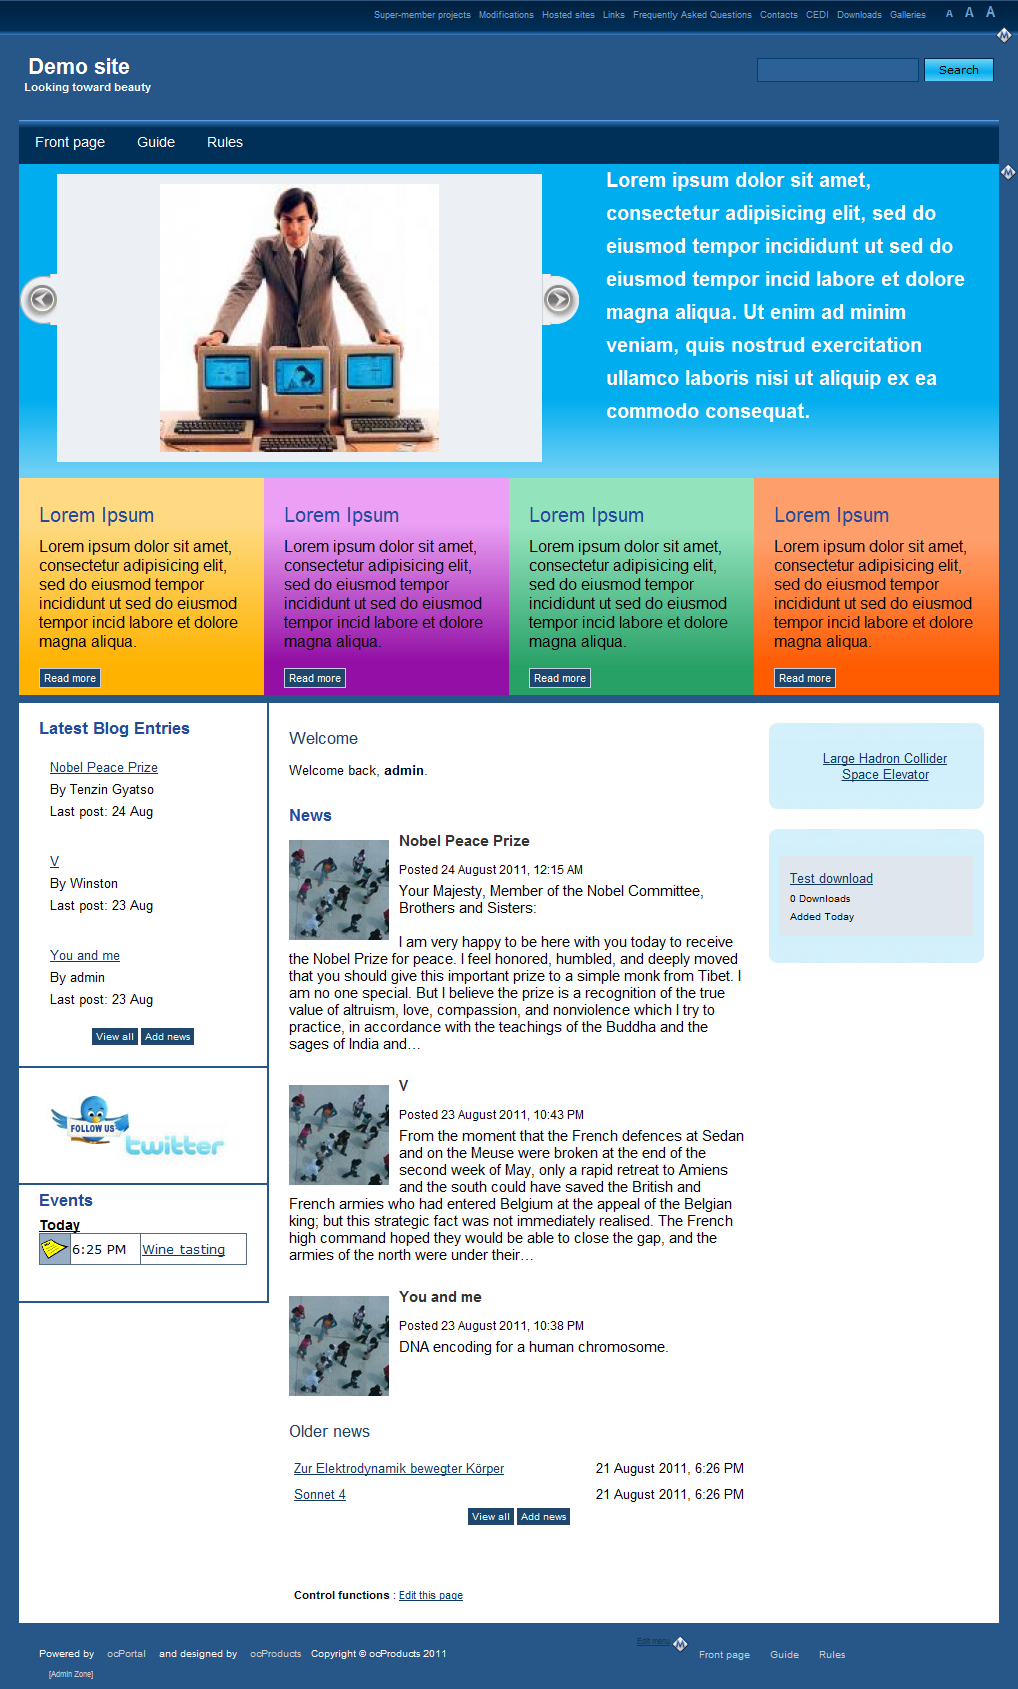 Super-member projects Modifications Hosted sites Links Frequently Asked Questions Contacts CEDI Downloads Galleries A A A
Demo site
Looking toward beauty
Search
Front page Guide Rules
Lorem ipsum dolor sit amet,
consectetur adipisicing elit, sed do
eiusmod tempor incididunt ut sed do
eiusmod tempor incid labore et dolore
magna aliqua. Ut enim ad minim
veniam, quis nostrud exercitation
ullamco laboris nisi ut aliquip ex ea
commodo consequat.
Lorem Ipsum
Lorem ipsum dolor sit amet,
consectetur adipisicing elit,
sed do eiusmod tempor
incididunt ut sed do eiusmod
tempor incid labore et dolore
magna aliqua.
Read more
Lorem Ipsum
Lorem ipsum dolor sit amet,
consectetur adipisicing elit,
sed do eiusmod tempor
incididunt ut sed do eiusmod
tempor incid labore et dolore
magna aliqua.
Read more
Lorem Ipsum
Lorem ipsum dolor sit amet,
consectetur adipisicing elit,
sed do eiusmod tempor
incididunt ut sed do eiusmod
tempor incid labore et dolore
magna aliqua.
Read more
Lorem Ipsum
Lorem ipsum dolor sit amet,
consectetur adipisicing elit,
sed do eiusmod tempor
incididunt ut sed do eiusmod
tempor incid labore et dolore
magna aliqua.
Read more
Latest Blog Entries
Nobel Peace Prize
By Tenzin Gyatso
Last post: 24 Aug
V
By Winston
Last post: 23 Aug
You and me
By admin
Last post: 23 Aug
View all Add news
FOLLOW US
twitter
Events
Today
6:25 PM Wine tasting
Welcome
Welcome back, admin.
News
Nobel Peace Prize
Posted 24 August 2011, 12:15 AM
Your Majesty, Member of the Nobel Committee,
Brothers and Sisters:
I am very happy to be here with you today to receive
the Nobel Prize for peace. I feel honored, humbled, and deeply moved
that you should give this important prize to a simple monk from Tibet. I
am no one special. But I believe the prize is a recognition of the true
value of altruism, love, compassion, and nonviolence which I try to
practice, in accordance with the teachings of the Buddha and the
sages of India and…
V
Posted 23 August 2011, 10:43 PM
From the moment that the French defences at Sedan
and on the Meuse were broken at the end of the
second week of May, only a rapid retreat to Amiens
and the south could have saved the British and
French armies who had entered Belgium at the appeal of the Belgian
king; but this strategic fact was not immediately realised. The French
high command hoped they would be able to close the gap, and the
armies of the north were under their…
You and me
Posted 23 August 2011, 10:38 PM
DNA encoding for a human chromosome.
Older news
Zur Elektrodynamik bewegter Körper 21 August 2011, 6:26 PM
Sonnet 4 21 August 2011, 6:26 PM
View all Add news
Control functions : Edit this page
Large Hadron Collider
Space Elevator
Test download
0 Downloads
Added Today
Powered by ocPortal and designed by ocProducts Copyright © ocProducts 2011
[Admin Zone]
Edit menu M Front page Guide Rules